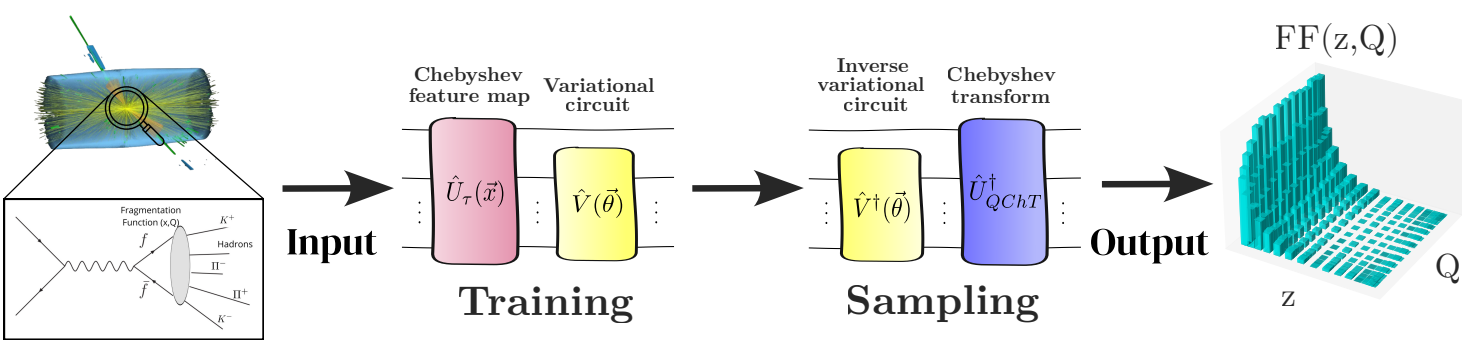 Fragmentation
Function (x,Q)
f
f̄
K⁺
Hadrons
Π⁻
Π⁺
K⁻
Input
Chebyshev
feature map
Variational
circuit
Û_τ(x⃗)
V̂(θ⃗)
Training
Inverse
variational
circuit
Chebyshev
transform
V̂†(θ⃗)
Û†_QChT
Sampling
Output
FF(z,Q)
z
Q